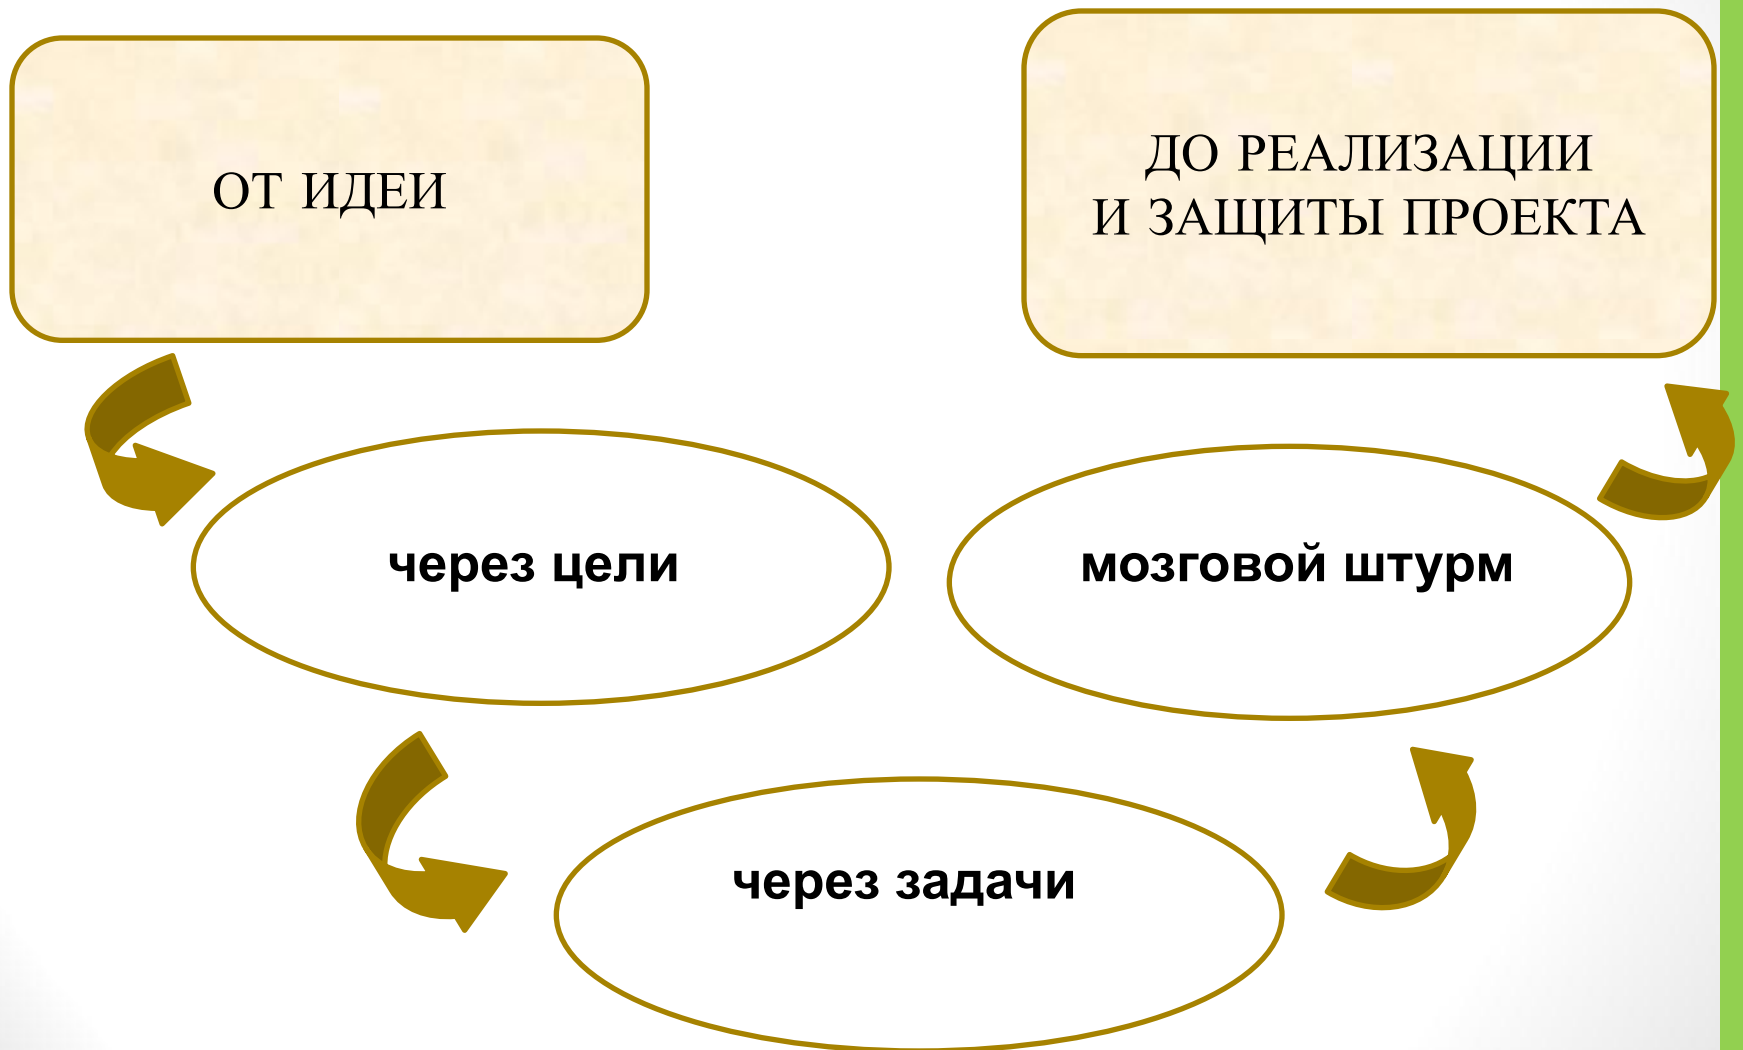 ОТ ИДЕИ
ДО РЕАЛИЗАЦИИ
И ЗАЩИТЫ ПРОЕКТА
через цели
мозговой штурм
через задачи